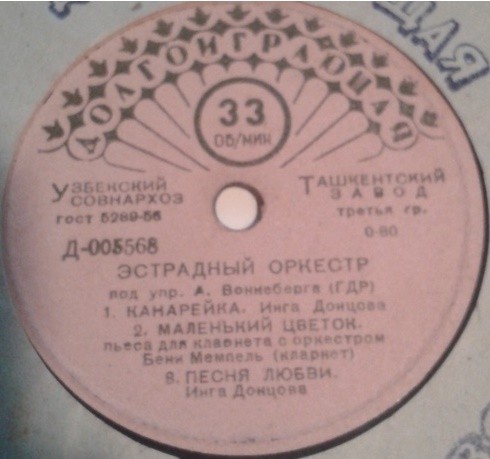 ДОЛГОИГРАЮЩАЯ
33
ОБ/МИН
УЗБЕКСКИЙ
СОВНАРХОЗ
ГОСТ 5289-56
ТАШКЕНТСКИЙ
ЗАВОД
третья гр.
0-80
Д-005568
ЭСТРАДНЫЙ ОРКЕСТР
под упр. А. Воннеберга (ГДР)
1. КАНАРЕЙКА. Инга Донцова
2. МАЛЕНЬКИЙ ЦВЕТОК.
пьеса для кларнета с оркестром
Бени Мемпель (кларнет)
8. ПЕСНЯ ЛЮБВИ.
Инга Донцова